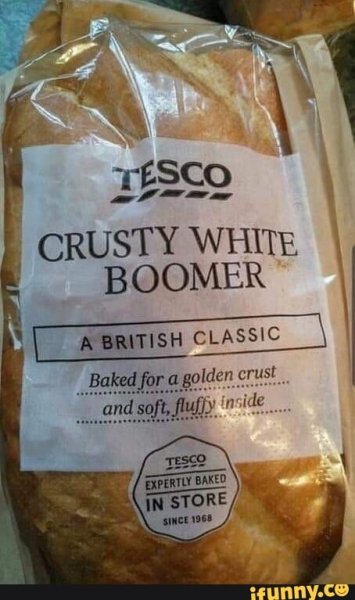 TESCO
CRUSTY WHITE
BOOMER
A BRITISH CLASSIC
Baked for a golden crust
and soft, fluffy inside
TESCO
EXPERTLY BAKED
IN STORE
SINCE 1968
ifunny.co